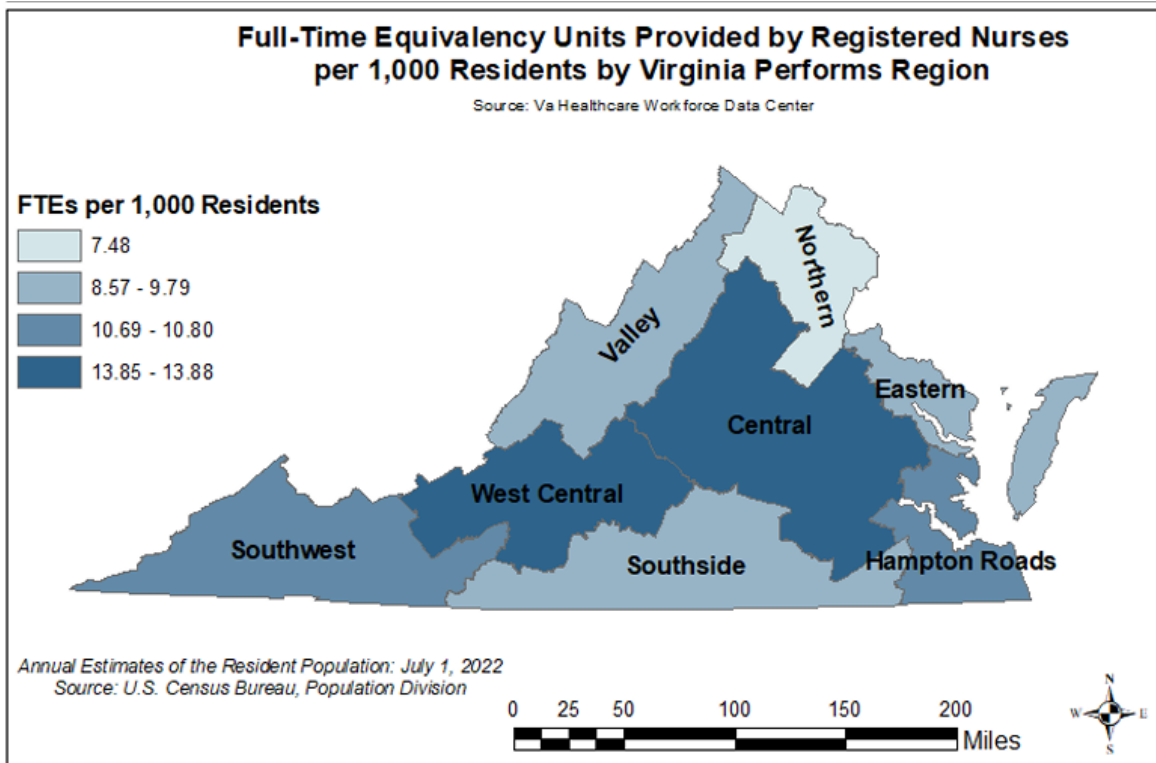 Full-Time Equivalency Units Provided by Registered Nurses
per 1,000 Residents by Virginia Performs Region
Source: Va Healthcare Workforce Data Center
FTEs per 1,000 Residents
7.48
8.57 - 9.79
10.69 - 10.80
13.85 - 13.88
Northern
Valley
Eastern
Central
West Central
Southwest
Southside
Hampton Roads
Annual Estimates of the Resident Population: July 1, 2022
Source: U.S. Census Bureau, Population Division
0 25 50 100 150 200
Miles
N
W E
S